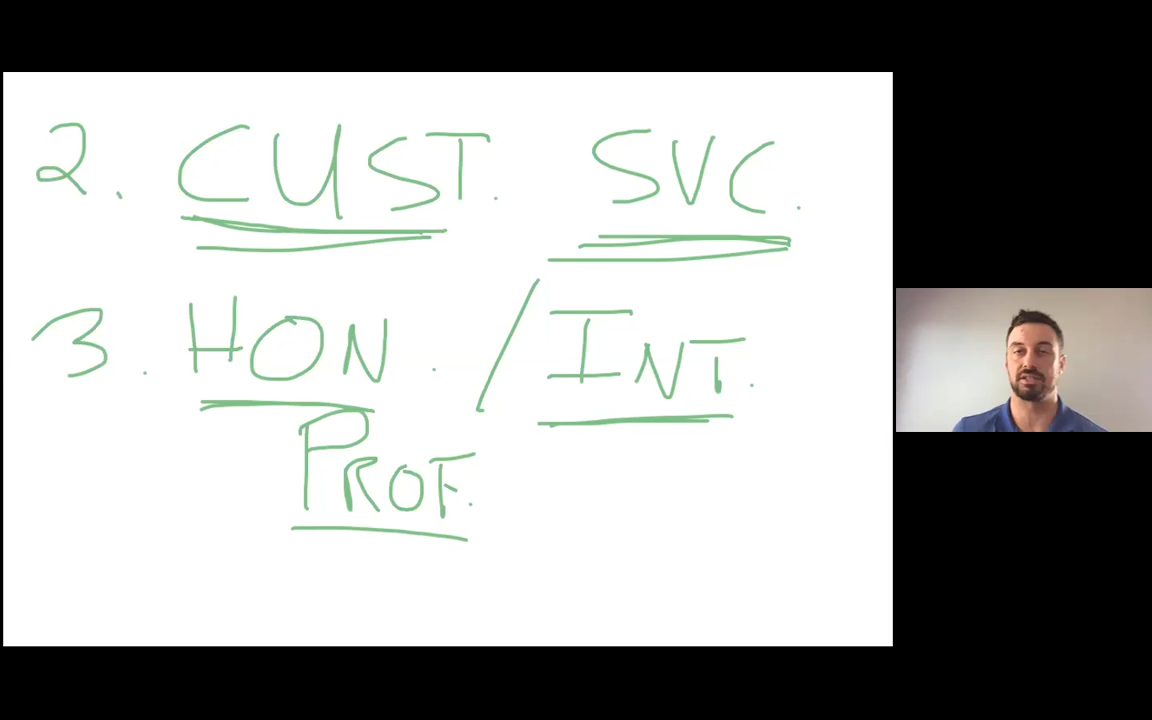 2. CUST. SVC.
3. HON. / INT.
PROF.